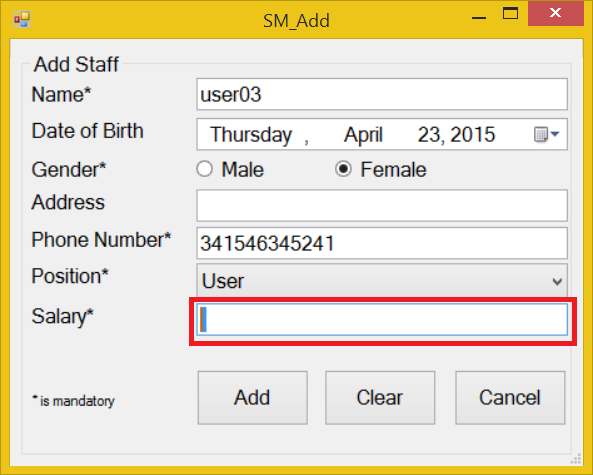 SM_Add
Add Staff
Name* user03
Date of Birth Thursday , April 23, 2015
Gender* Male Female
Address
Phone Number* 341546345241
Position* User
Salary*
* is mandatory Add Clear Cancel